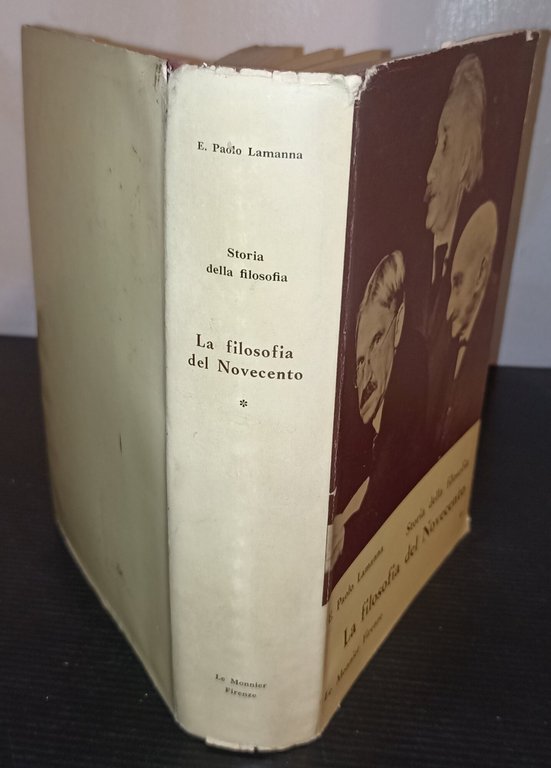 E. Paolo Lamanna
Storia
della filosofia
La filosofia
del Novecento
*
Le Monnier
Firenze
E. Paolo Lamanna
Storia della filosofia
La filosofia del Novecento
Le Monnier Firenze